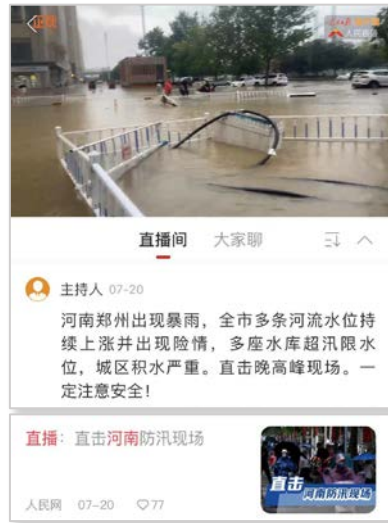 直播间 大家聊
主持人 07-20
河南郑州出现暴雨，全市多条河流水位持
续上涨并出现险情，多座水库超汛限水
位，城区积水严重。直击晚高峰现场。一
定注意安全！
直播：直击河南防汛现场
直击
河南防汛现场
人民网 07-20 77